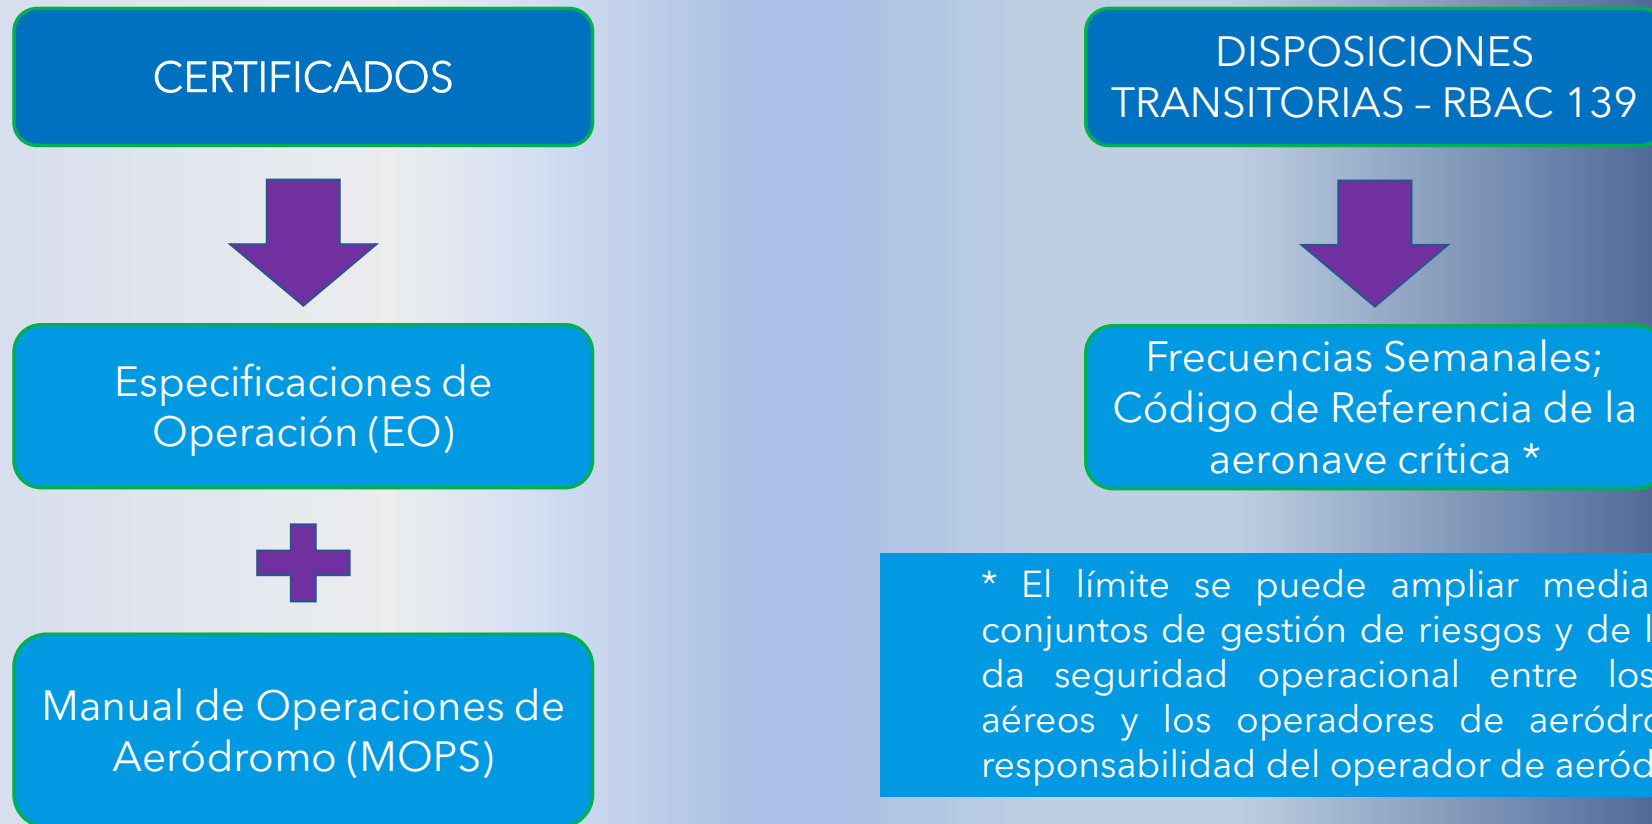 CERTIFICADOS
Especificaciones de
Operación (EO)
Manual de Operaciones de
Aeródromo (MOPS)
DISPOSICIONES
TRANSITORIAS – RBAC 139
Frecuencias Semanales;
Código de Referencia de la
aeronave crítica *
* El límite se puede ampliar
conjuntos de gestión de riesgos y de
da seguridad operacional entre los
aéreos y los operadores de
responsabilidad del operador de